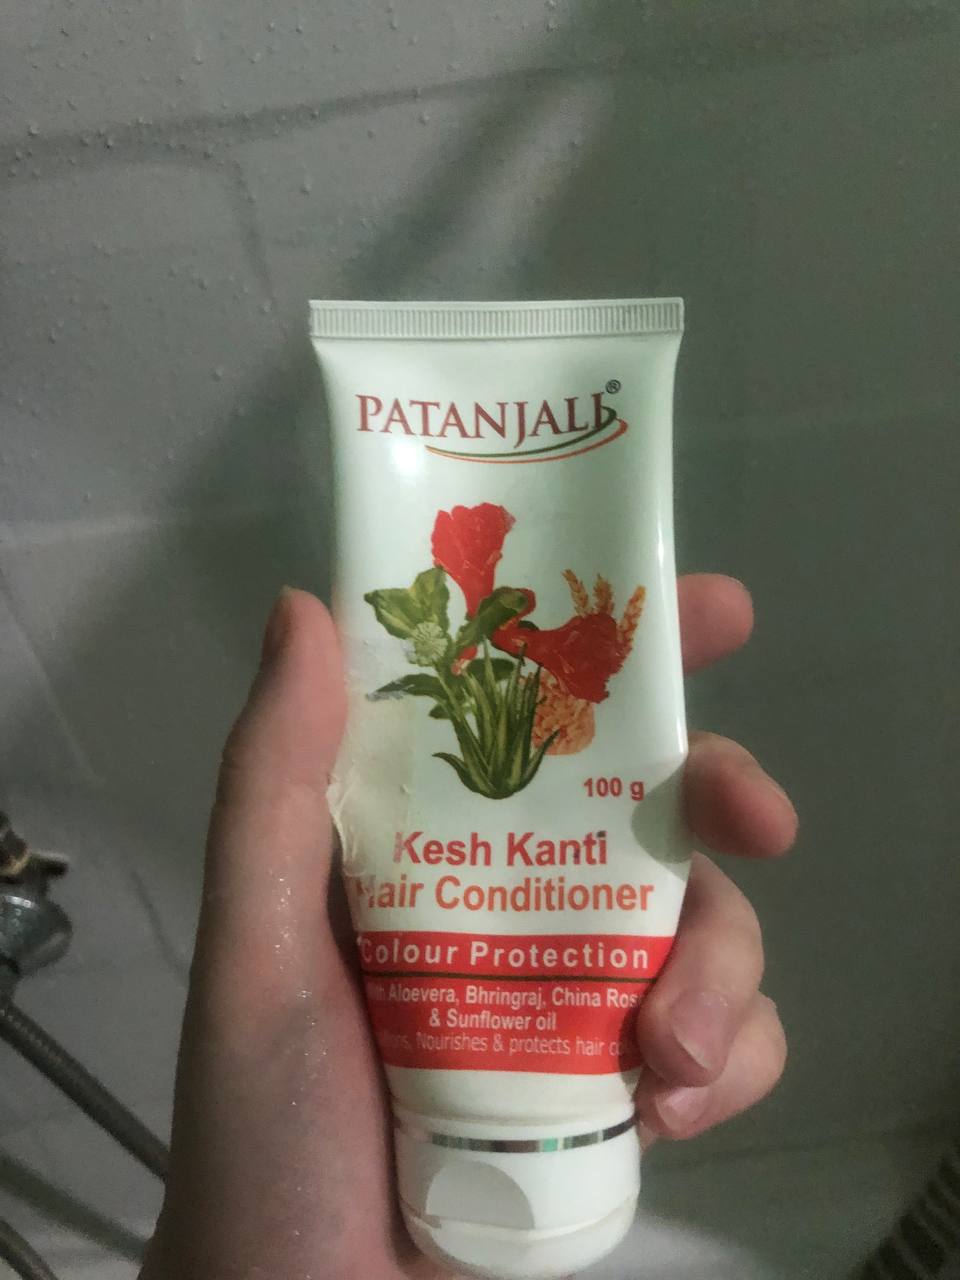 PATANJALI®
100 g
Kesh Kanti
Hair Conditioner
Colour Protection
Aloevera, Bhringraj, China
& Sunflower oil
Nourishes & protects hair